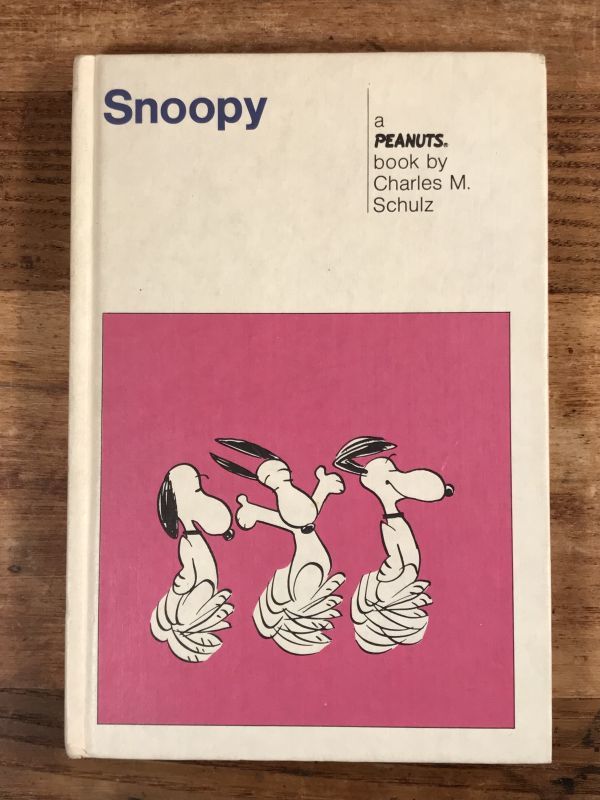 Snoopy
a
PEANUTS®
book by
Charles M.
Schulz